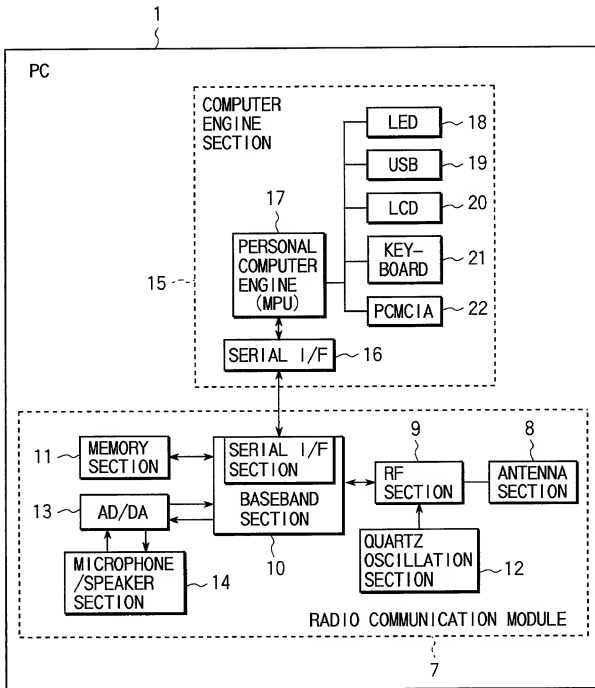 1
PC
COMPUTER
ENGINE
SECTION
LED
18
USB
19
LCD
20
17
PERSONAL
COMPUTER
ENGINE
(MPU)
KEY-
BOARD
21
15
PCMCIA
22
SERIAL I/F
16
9
8
11
MEMORY
SECTION
SERIAL I/F
SECTION
BASEBAND
SECTION
RF
SECTION
ANTENNA
SECTION
13
AD/DA
10
MICROPHONE
/SPEAKER
SECTION
14
QUARTZ
OSCILLATION
SECTION
12
RADIO COMMUNICATION MODULE
7